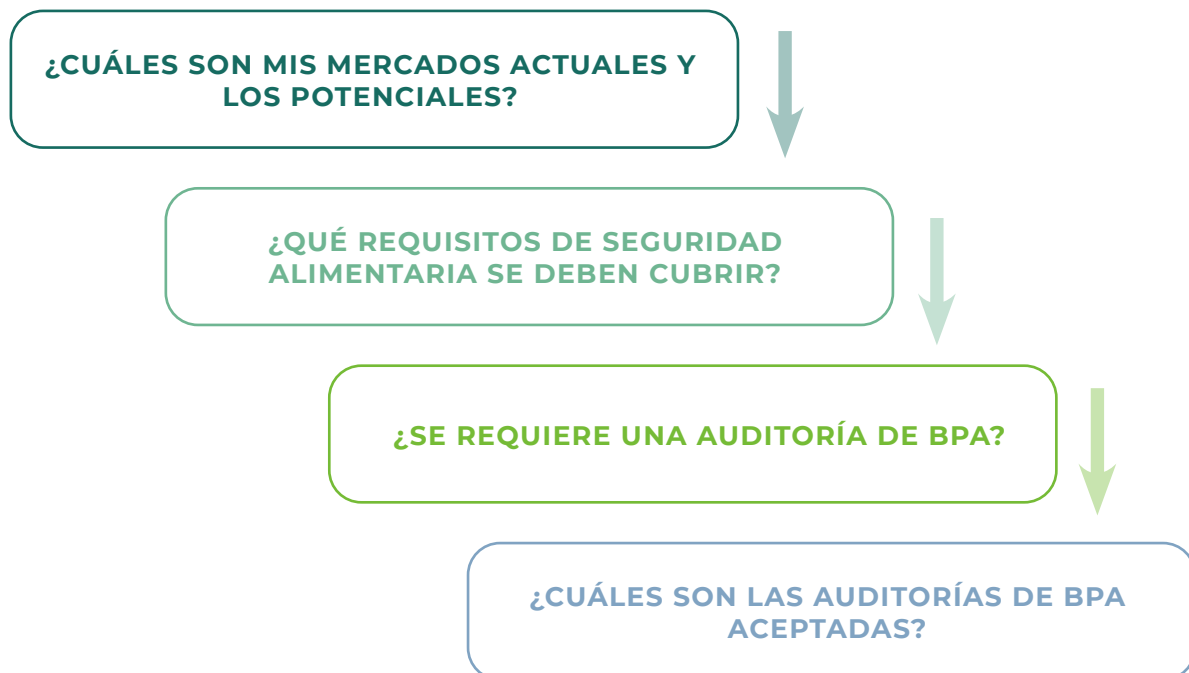 ¿CUÁLES SON MIS MERCADOS ACTUALES Y
LOS POTENCIALES?
¿QUÉ REQUISITOS DE SEGURIDAD
ALIMENTARIA SE DEBEN CUBRIR?
¿SE REQUIERE UNA AUDITORÍA DE BPA?
¿CUÁLES SON LAS AUDITORÍAS DE BPA
ACEPTADAS?